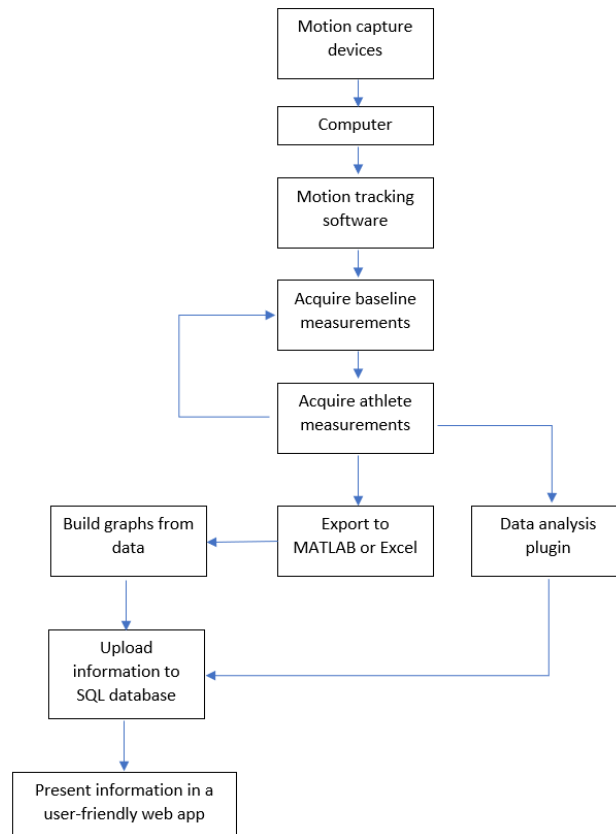 Motion capture
devices
Computer
Motion tracking
software
Acquire baseline
measurements
Acquire athlete
measurements
Build graphs from
data
Export to
MATLAB or Excel
Data analysis
plugin
Upload
information to
SQL database
Present information in a
user-friendly web app